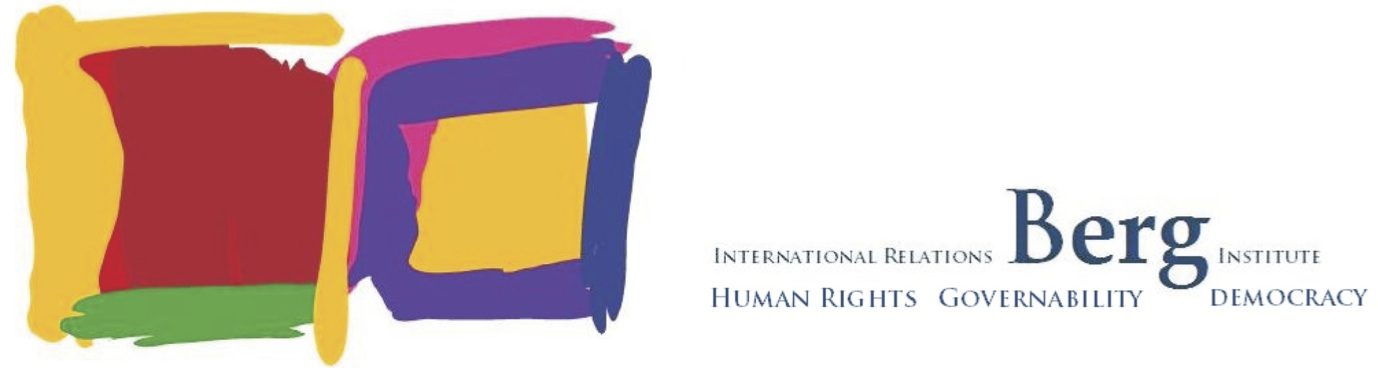 International Relations Berg Institute
Human Rights Governability democracy